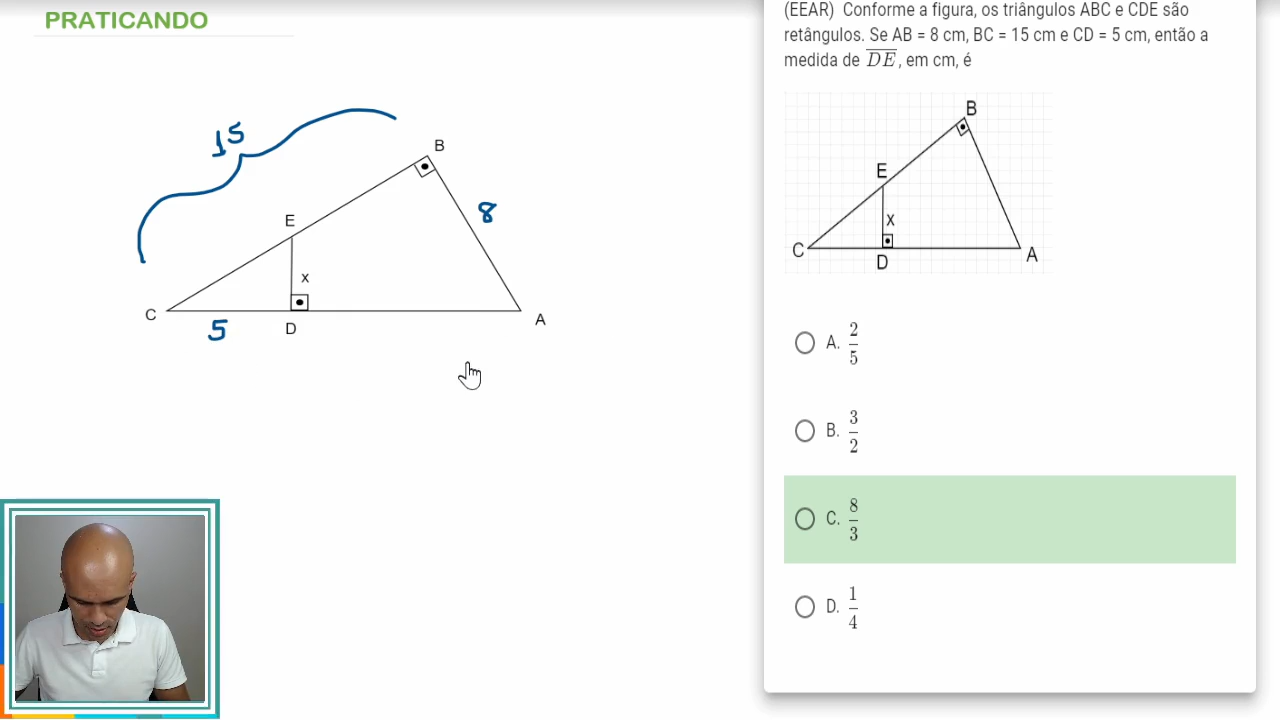 PRATICANDO
15
B
8
E
x
C
5
D
A
(EEAR) Conforme a figura, os triângulos ABC e CDE são
retângulos. Se AB = 8 cm, BC = 15 cm e CD = 5 cm, então a
medida de \overline{DE}, em cm, é
B
E
x
C
D
A
A. 2/5
B. 3/2
C. 8/3
D. 1/4